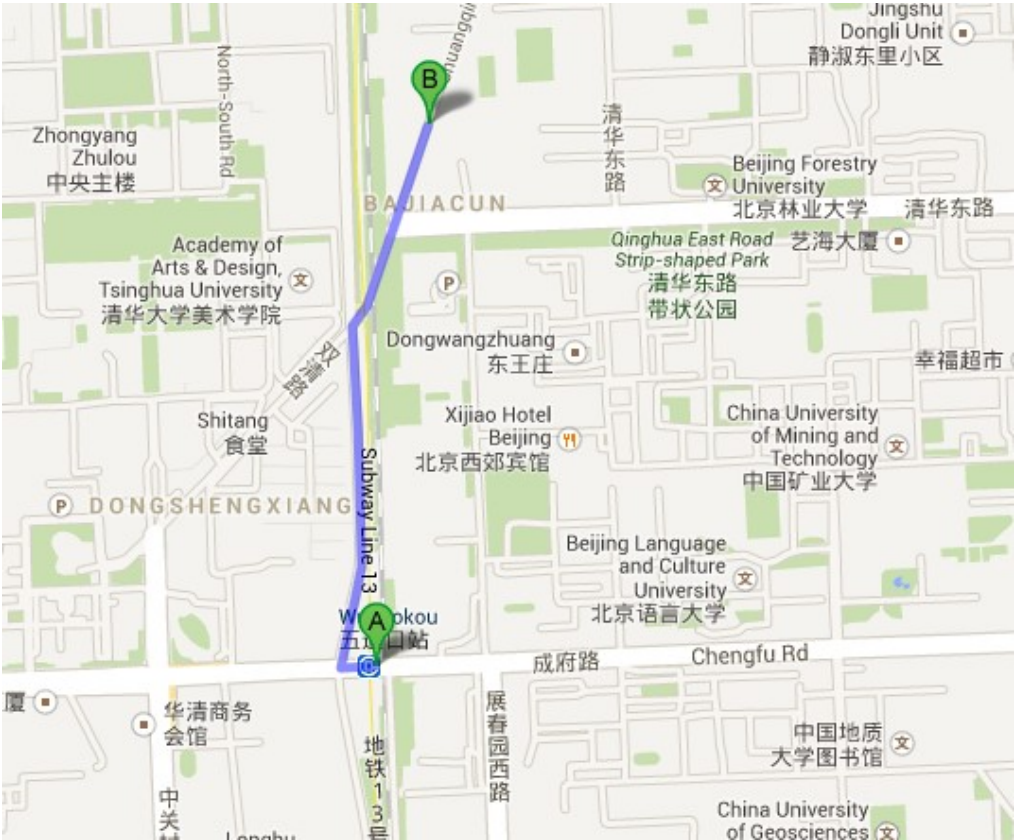 Jingshu
Dongli Unit
静淑东里小区
North-South Rd
B
Zhongyang
Zhulou
中央主楼
清华东路
Beijing Forestry
University
北京林业大学
清华东路
BAJIACUN
Academy of
Arts & Design,
Tsinghua University
清华大学美术学院
Qinghua East Road
Strip-shaped Park
清华东路
带状公园
艺海大厦
P
双清路
Dongwangzhuang
东王庄
幸福超市
Shitang
食堂
Xijiao Hotel
Beijing
北京西郊宾馆
China University
of Mining and
Technology
中国矿业大学
Subway Line 13
P
DONGSHENGXIANG
Beijing Language
and Culture
University
北京语言大学
A
成府路
Chengfu Rd
厦
华清商务
会馆
展春园西路
地铁13号
中国地质
大学图书馆
中关
China University
of Geosciences